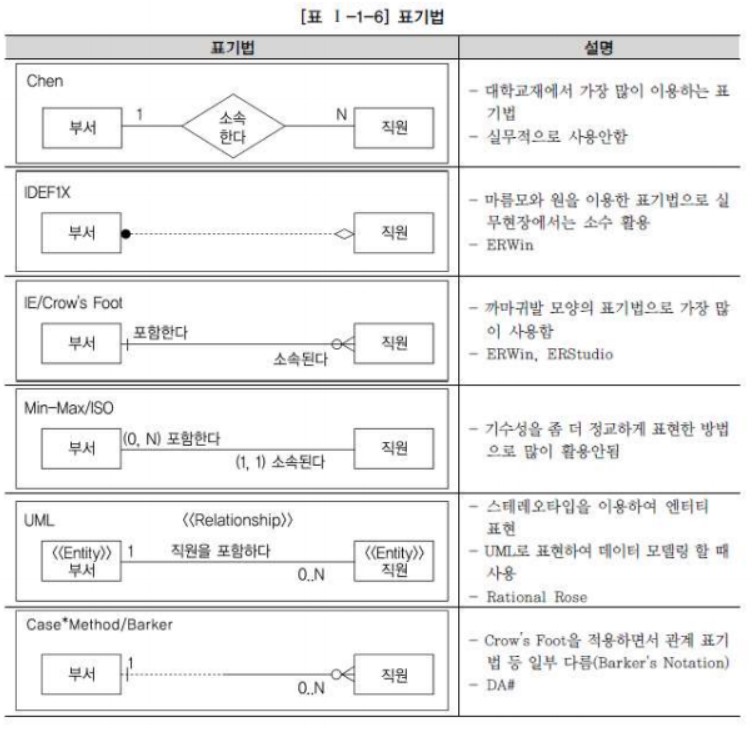 [표 Ⅰ-1-6] 표기법
표기법 설명
Chen
부서 1 소속 N 직원
한다
- 대학교재에서 가장 많이 이용하는 표
기법
- 실무적으로 사용안함
IDEF1X
부서 직원
- 마름모와 원을 이용한 표기법으로 실
무현장에서는 소수 활용
- ERWin
IE/Crow's Foot
부서 포함한다 직원
소속된다
- 까마귀발 모양의 표기법으로 가장 많
이 사용함
- ERWin, ERStudio
Min-Max/ISO
부서 (0, N) 포함한다 직원
(1, 1) 소속된다
- 기수성을 좀 더 정교하게 표현한 방법
으로 많이 활용안됨
UML 《Relationship》
《Entity》 1 직원을 포함하다 《Entity》
부서 0..N 직원
- 스테레오타입을 이용하여 엔터티
표현
- UML로 표현하여 데이터 모델링 할 때
사용
- Rational Rose
Case*Method/Barker
부서 1 직원
0..N
- Crow's Foot을 적용하면서 관계 표기
법 등 일부 다름(Barker's Notation)
- DA#